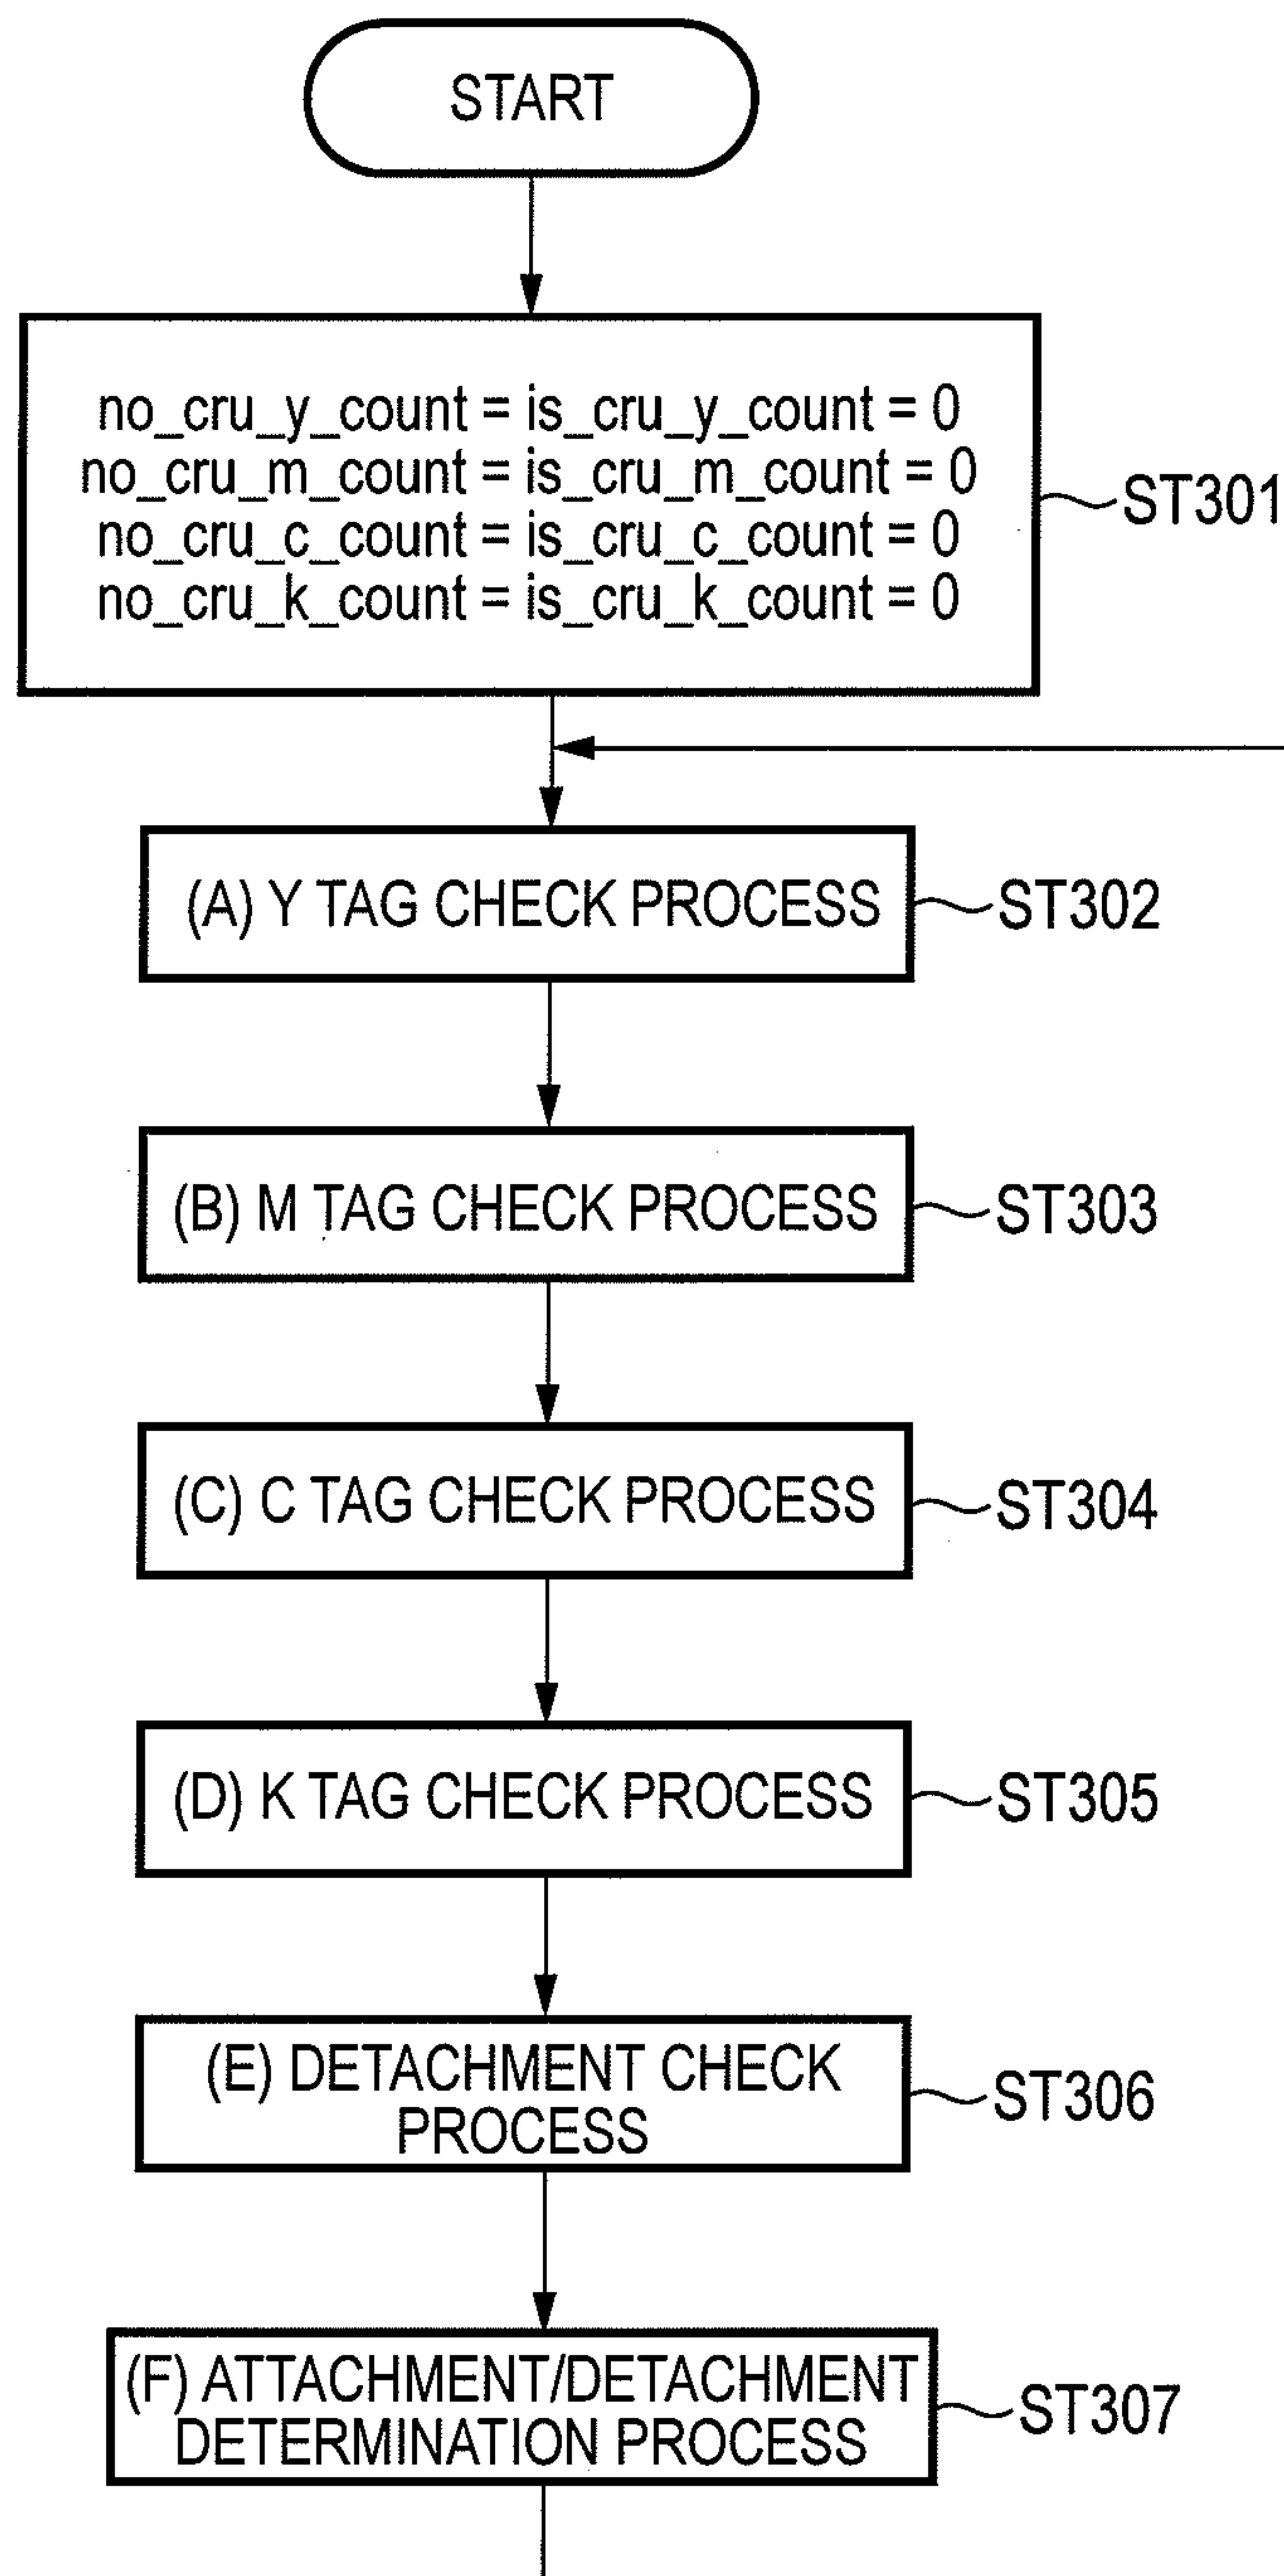 START
no_cru_y_count = is_cru_y_count = 0
no_cru_m_count = is_cru_m_count = 0
no_cru_c_count = is_cru_c_count = 0
no_cru_k_count = is_cru_k_count = 0
ST301
(A) Y TAG CHECK PROCESS
ST302
(B) M TAG CHECK PROCESS
ST303
(C) C TAG CHECK PROCESS
ST304
(D) K TAG CHECK PROCESS
ST305
(E) DETACHMENT CHECK
PROCESS
ST306
(F) ATTACHMENT/DETACHMENT
DETERMINATION PROCESS
ST307